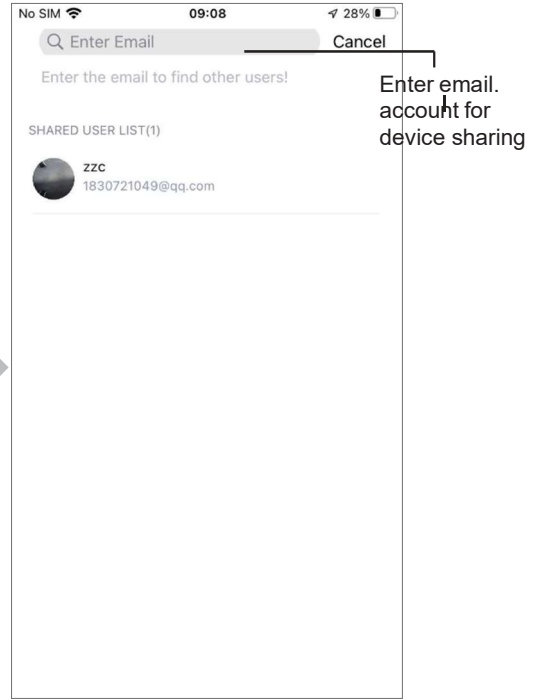 No SIM 09:08 28%
Enter Email Cancel
Enter the email to find other users!
SHARED USER LIST(1)
zzc
1830721049@qq.com
Enter email.
account for
device sharing